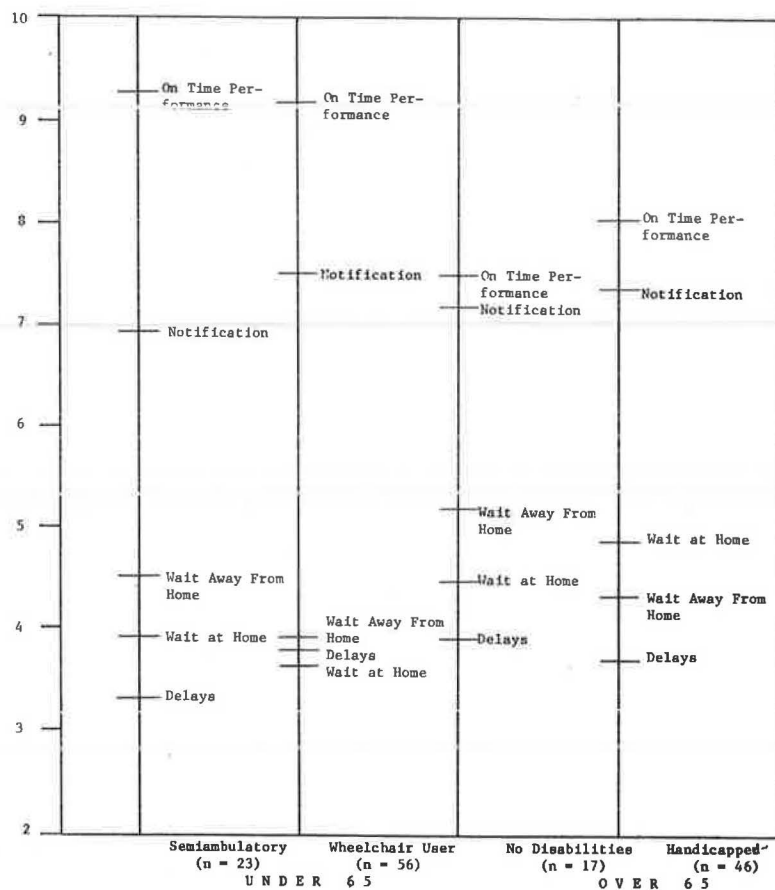 10
On Time Per-
formance
On Time Per-
formance
9
8
On Time Per-
formance
Notification
On Time Per-
formance
Notification
Notification
7
Notification
6
5
Wait Away From
Home
Wait at Home
Wait Away From
Home
Wait at Home
Wait Away From
Home
4
Wait at Home
Wait Away From
Home
Delays
Wait at Home
Delays
Delays
Delays
3
2
Semiambulatory Wheelchair User No Disabilities Handicapped
(n = 23) (n = 56) (n = 17) (n = 46)
UNDER 65 OVER 65